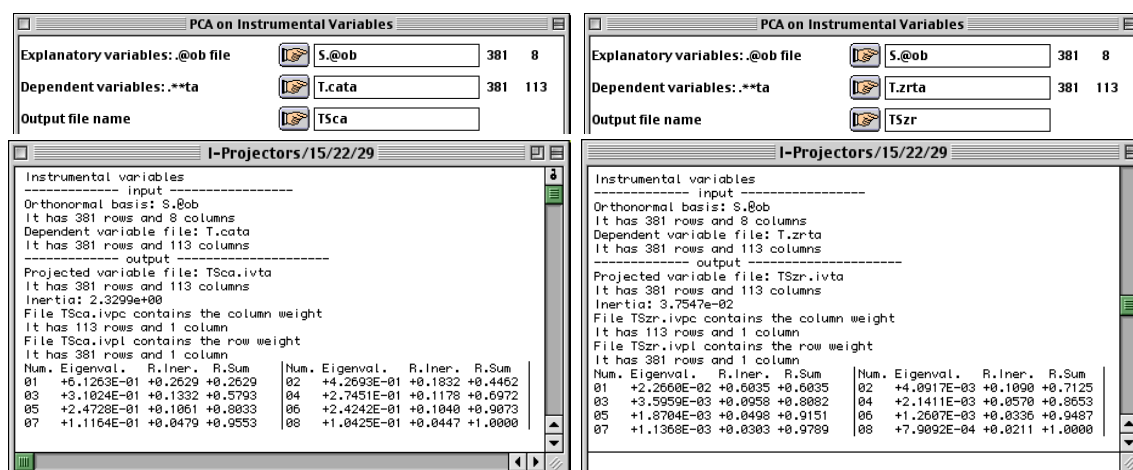 PCA on Instrumental Variables
Explanatory variables: .@ob file S.@ob 381 8
Dependent variables: .**ta T.cata 381 113
Output file name TSca
I-Projectors/15/22/29
Instrumental variables
------------- input -----------------
Orthonormal basis: S.@ob
It has 381 rows and 8 columns
Dependent variable file: T.cata
It has 381 rows and 113 columns
------------- output ---------------------
Projected variable file: TSca.ivta
It has 381 rows and 113 columns
Inertia: 2.3299e+00
File TSca.ivpc contains the column weight
It has 113 rows and 1 column
File TSca.ivpl contains the row weight
It has 381 rows and 1 column
Num. Eigenval. R.Iner. R.Sum |Num. Eigenval. R.Iner. R.Sum
01 +6.1263E-01 +0.2629 +0.2629 |02 +4.2693E-01 +0.1832 +0.4462
03 +3.1024E-01 +0.1332 +0.5793 |04 +2.7451E-01 +0.1178 +0.6972
05 +2.4728E-01 +0.1061 +0.8033 |06 +2.4242E-01 +0.1040 +0.9073
07 +1.1164E-01 +0.0479 +0.9553 |08 +1.0425E-01 +0.0447 +1.0000
PCA on Instrumental Variables
Explanatory variables: .@ob file S.@ob 381 8
Dependent variables: .**ta T.zrta 381 113
Output file name TSzr
I-Projectors/15/22/29
Instrumental variables
------------- input -----------------
Orthonormal basis: S.@ob
It has 381 rows and 8 columns
Dependent variable file: T.zrta
It has 381 rows and 113 columns
------------- output ---------------------
Projected variable file: TSzr.ivta
It has 381 rows and 113 columns
Inertia: 3.7547e-02
File TSzr.ivpc contains the column weight
It has 113 rows and 1 column
File TSzr.ivpl contains the row weight
It has 381 rows and 1 column
Num. Eigenval. R.Iner. R.Sum |Num. Eigenval. R.Iner. R.Sum
01 +2.2660E-02 +0.6035 +0.6035 |02 +4.0917E-03 +0.1090 +0.7125
03 +3.5959E-03 +0.0958 +0.8082 |04 +2.1411E-03 +0.0570 +0.8653
05 +1.8704E-03 +0.0498 +0.9151 |06 +1.2607E-03 +0.0336 +0.9487
07 +1.1368E-03 +0.0303 +0.9789 |08 +7.9092E-04 +0.0211 +1.0000